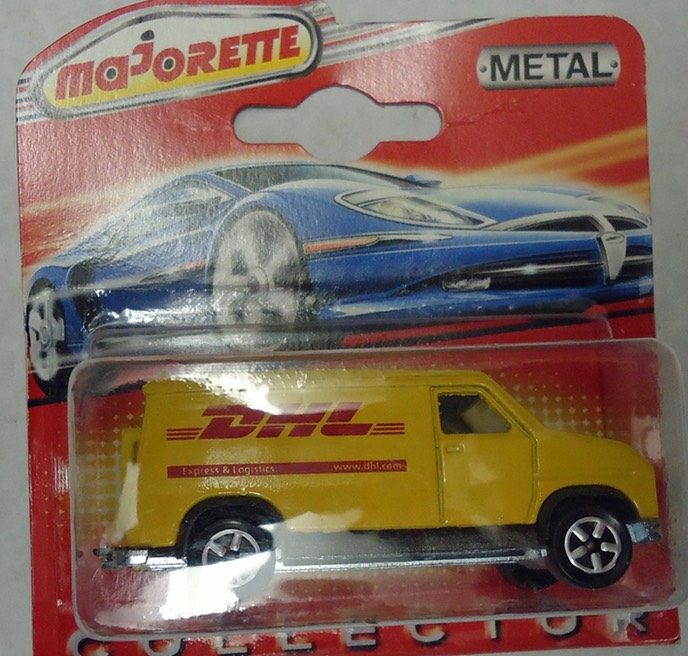 majORETTE
METAL
DHL
Express & Logistics www.dhl.com
COLLECTOR